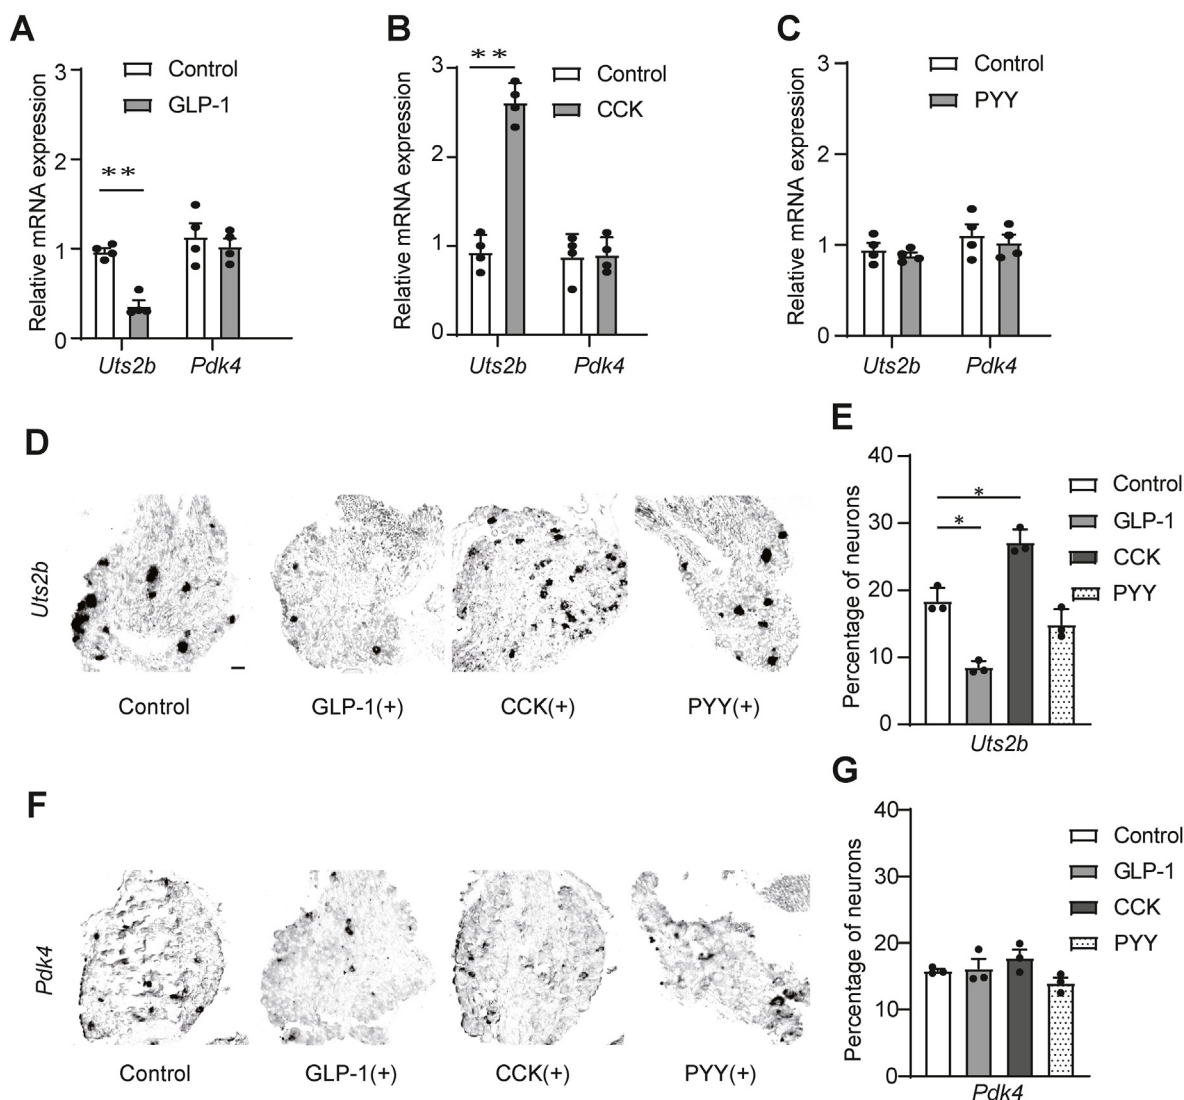 A
Relative mRNA expression
3
2
1
0
Control
GLP-1
**
Uts2b
Pdk4
B
Relative mRNA expression
3
2
1
0
**
Control
CCK
Uts2b
Pdk4
C
Relative mRNA expression
3
2
1
0
Control
PYY
Uts2b
Pdk4
D
Uts2b
Control
GLP-1(+)
CCK(+)
PYY(+)
E
Percentage of neurons
40
30
20
10
0
*
*
Control
GLP-1
CCK
PYY
Uts2b
F
Pdk4
Control
GLP-1(+)
CCK(+)
PYY(+)
G
Percentage of neurons
40
30
20
10
0
Control
GLP-1
CCK
PYY
Pdk4